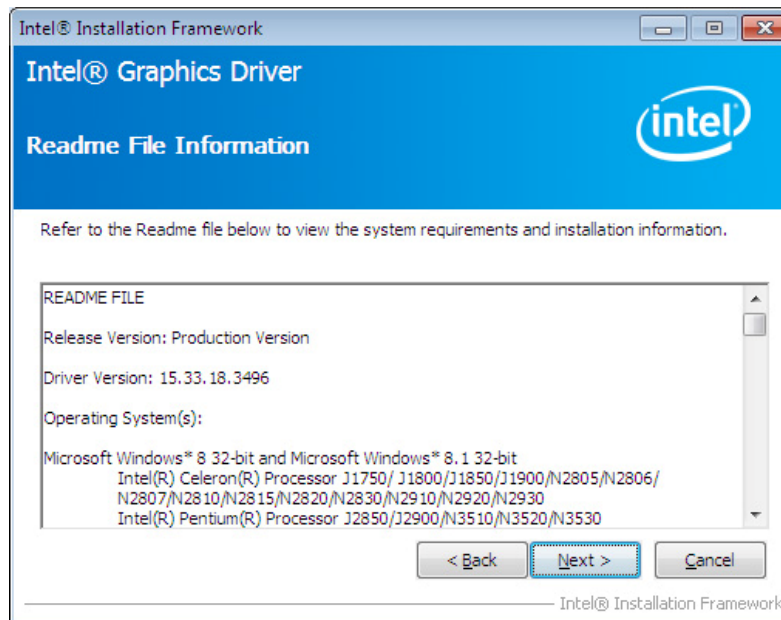 Intel® Installation Framework
Intel® Graphics Driver
Readme File Information
intel
Refer to the Readme file below to view the system requirements and installation information.
README FILE
Release Version: Production Version
Driver Version: 15.33.18.3496
Operating System(s):
Microsoft Windows* 8 32-bit and Microsoft Windows* 8.1 32-bit
Intel(R) Celeron(R) Processor J1750/ J1800/J1850/J1900/N2805/N2806/
N2807/N2810/N2815/N2820/N2830/N2910/N2920/N2930
Intel(R) Pentium(R) Processor J2850/J2900/N3510/N3520/N3530
< Back
Next >
Cancel
Intel® Installation Framework